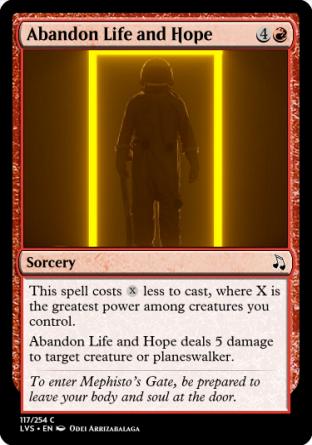 Abandon Life and Hope 4
Sorcery
This spell costs X less to cast, where X is
the greatest power among creatures you
control.
Abandon Life and Hope deals 5 damage
to target creature or planeswalker.
To enter Mephisto's Gate, be prepared to
leave your body and soul at the door.
117/254 C
LVS • EN Odei Arrizabalaga